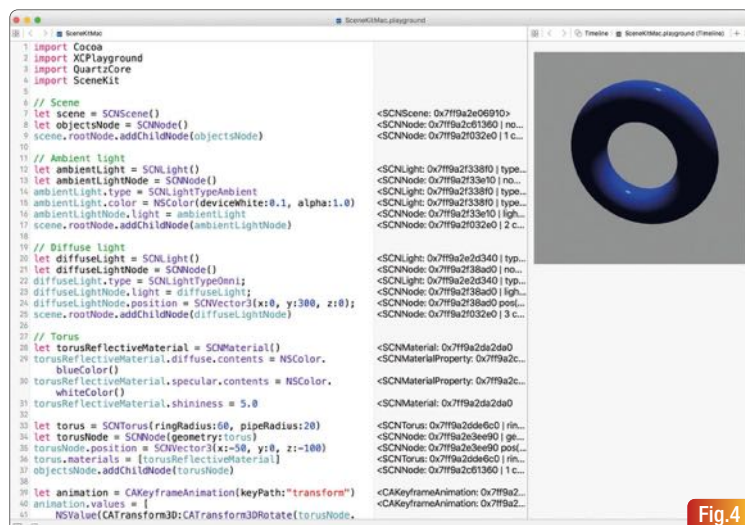 SceneKitMac.playground
SceneKitMac
1 import Cocoa
2 import XCPlayground
3 import QuartzCore
4 import SceneKit
5
6 // Scene
7 let scene = SCNScene()
8 let objectsNode = SCNNode()
9 scene.rootNode.addChildNode(objectsNode)
10
11 // Ambient light
12 let ambientLight = SCNLight()
13 let ambientLightNode = SCNNode()
14 ambientLight.type = SCNLightTypeAmbient
15 ambientLight.color = NSColor(deviceWhite:0.1, alpha:1.0)
16 ambientLightNode.light = ambientLight
17 scene.rootNode.addChildNode(ambientLightNode)
18
19 // Diffuse light
20 let diffuseLight = SCNLight()
21 let diffuseLightNode = SCNNode()
22 diffuseLight.type = SCNLightTypeOmni;
23 diffuseLightNode.light = diffuseLight;
24 diffuseLightNode.position = SCNVector3(x:0, y:300, z:0);
25 scene.rootNode.addChildNode(diffuseLightNode)
26
27 // Torus
28 let torusReflectiveMaterial = SCNMaterial()
29 torusReflectiveMaterial.diffuse.contents = NSColor.
blueColor()
30 torusReflectiveMaterial.specular.contents = NSColor.
whiteColor()
31 torusReflectiveMaterial.shininess = 5.0
32
33 let torus = SCNTorus(ringRadius:60, pipeRadius:20)
34 let torusNode = SCNNode(geometry:torus)
35 torusNode.position = SCNVector3(x:-50, y:0, z:-100)
36 torus.materials = [torusReflectiveMaterial]
37 objectsNode.addChildNode(torusNode)
38
39 let animation = CAKeyframeAnimation(keyPath:"transform")
40 animation.values = [
41 NSValue(CATransform3D:CATransform3DRotate(torusNode.
<SCNScene: 0x7ff9a2e06910>
<SCNNode: 0x7ff9a2c61360 | no...
<SCNNode: 0x7ff9a2f032e0 | 1 c...
<SCNLight: 0x7ff9a2f338f0 | type...
<SCNNode: 0x7ff9a2f33e10 | no...
<SCNLight: 0x7ff9a2f338f0 | type...
<SCNLight: 0x7ff9a2f338f0 | type...
<SCNNode: 0x7ff9a2f33e10 | ligh...
<SCNNode: 0x7ff9a2f032e0 | 2 c...
<SCNLight: 0x7ff9a2e2d340 | typ...
<SCNNode: 0x7ff9a2f38ad0 | no...
<SCNLight: 0x7ff9a2e2d340 | typ...
<SCNNode: 0x7ff9a2f38ad0 | ligh...
<SCNNode: 0x7ff9a2f38ad0 pos(...
<SCNNode: 0x7ff9a2f032e0 | 3 c...
<SCNMaterial: 0x7ff9a2da2da0
<SCNMaterialProperty: 0x7ff9a2c...
<SCNMaterialProperty: 0x7ff9a2c...
<SCNMaterial: 0x7ff9a2da2da0
<SCNTorus: 0x7ff9a2dde6c0 | rin...
<SCNNode: 0x7ff9a2e3ee90 | ge...
<SCNNode: 0x7ff9a2e3ee90 pos(...
<SCNTorus: 0x7ff9a2dde6c0 | rin...
<SCNNode: 0x7ff9a2c61360 | 1 c...
<CAKeyframeAnimation: 0x7ff9a2...
<CAKeyframeAnimation: 0x7ff9a2...
Timeline
SceneKitMac.playground (Timeline)
Fig.4